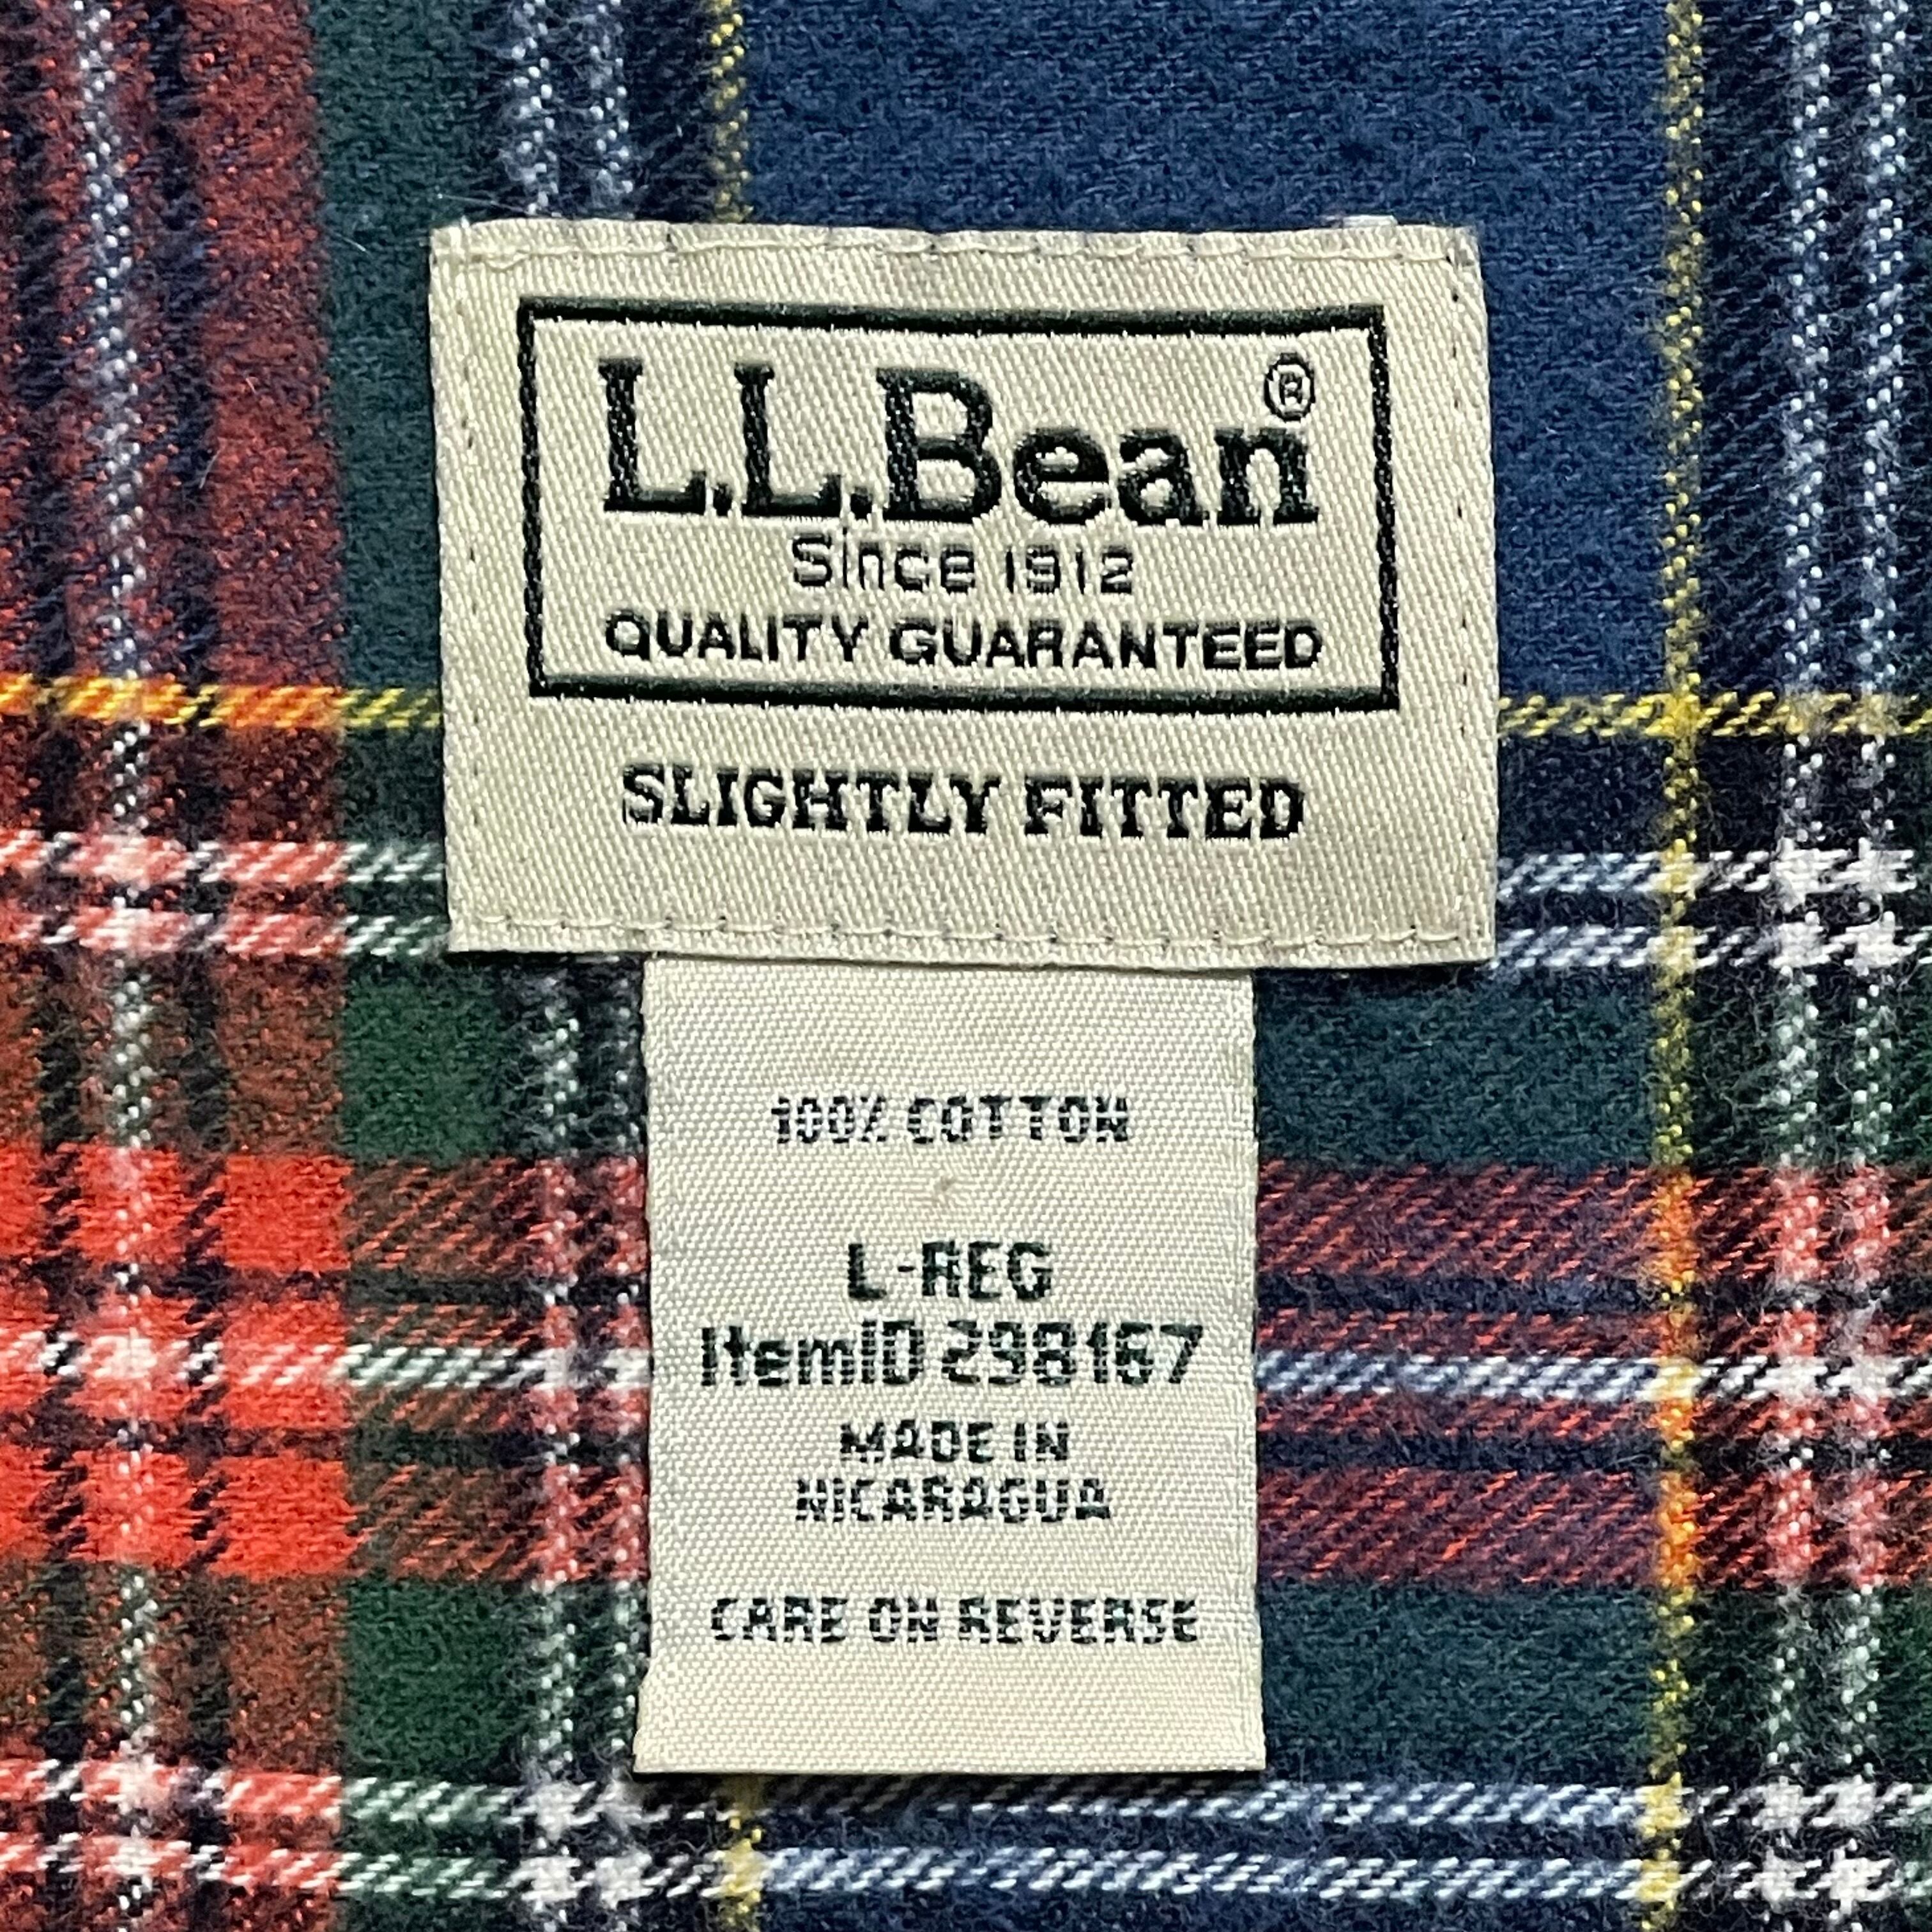 L.L.Bean®
Since 1912
QUALITY GUARANTEED
SLIGHTLY FITTED
100% COTTON
L-REG
ItemID 298167
MADE IN
NICARAGUA
CARE ON REVERSE